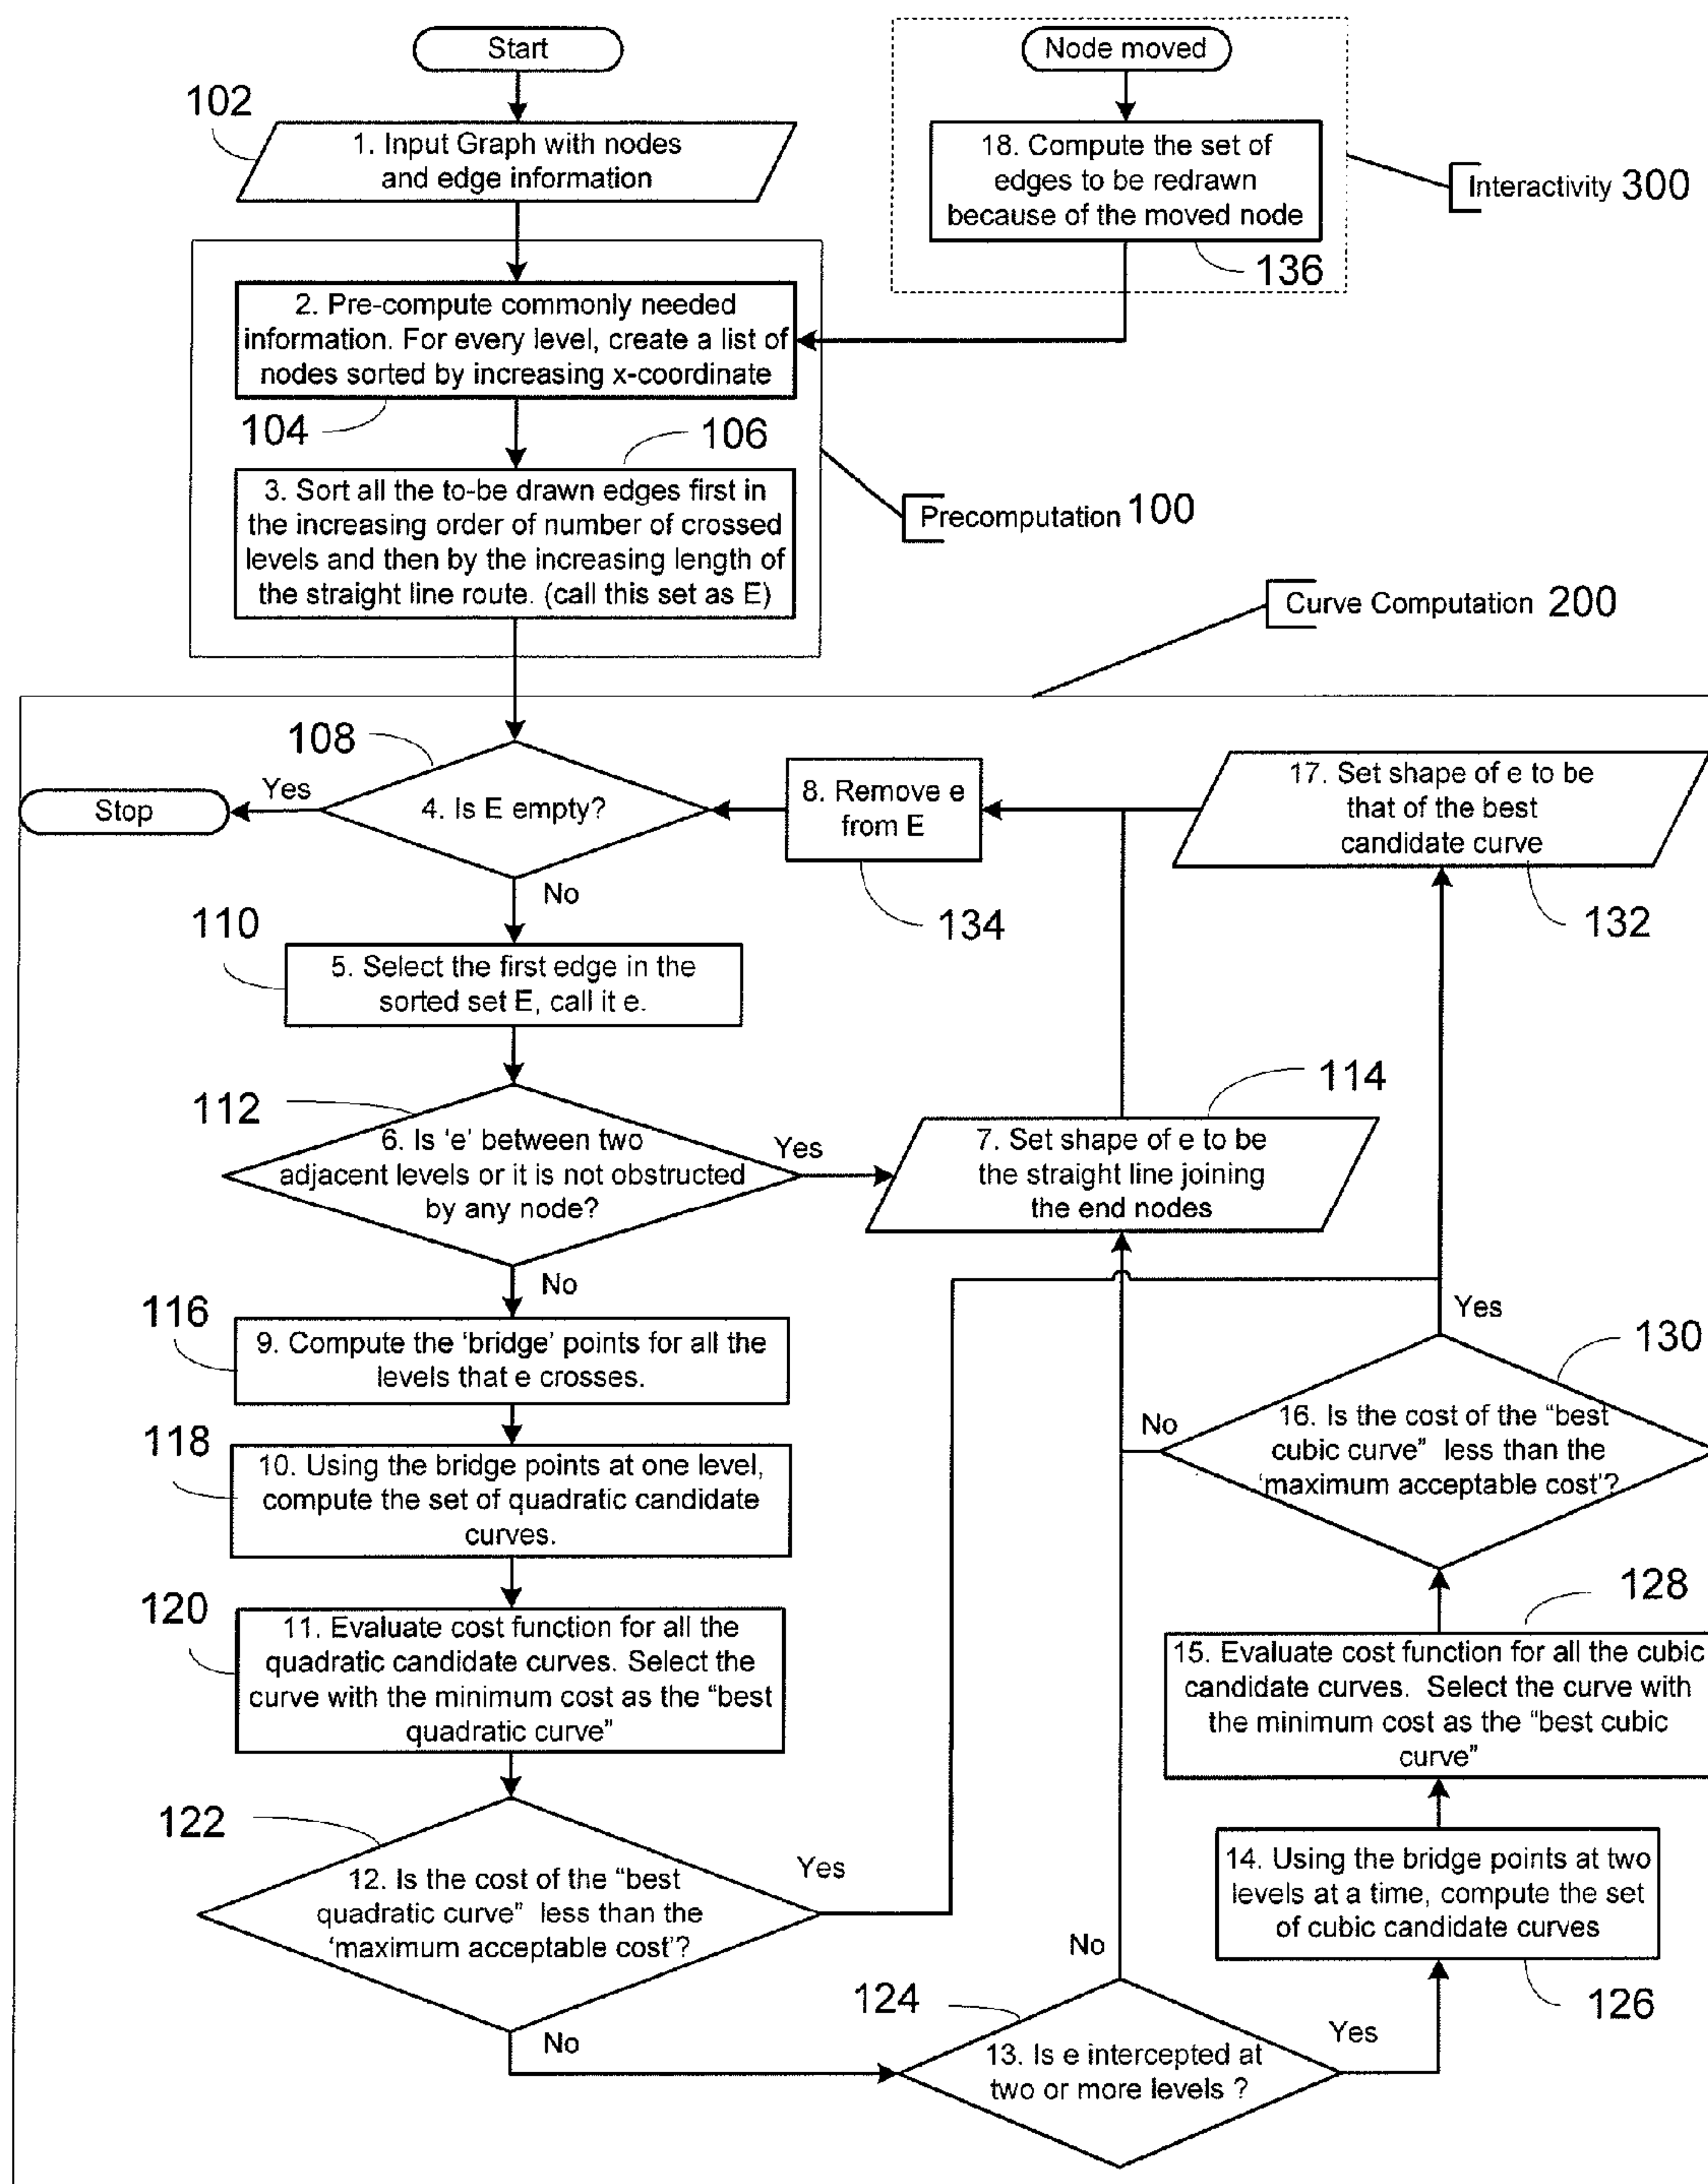 Start
Node moved
102
1. Input Graph with nodes
and edge information
18. Compute the set of
edges to be redrawn
because of the moved node
Interactivity 300
136
2. Pre-compute commonly needed
information. For every level, create a list of
nodes sorted by increasing x-coordinate
104
106
3. Sort all the to-be drawn edges first in
the increasing order of number of crossed
levels and then by the increasing length of
the straight line route. (call this set as E)
Precomputation 100
Curve Computation 200
108
Yes
Stop
4. Is E empty?
8. Remove e
from E
17. Set shape of e to be
that of the best
candidate curve
No
134
132
110
5. Select the first edge in the
sorted set E, call it e.
112
6. Is ‘e’ between two
adjacent levels or it is not obstructed
by any node?
Yes
114
7. Set shape of e to be
the straight line joining
the end nodes
No
116
9. Compute the ‘bridge’ points for all the
levels that e crosses.
Yes
130
16. Is the cost of the “best
cubic curve” less than the
‘maximum acceptable cost’?
No
118
10. Using the bridge points at one level,
compute the set of quadratic candidate
curves.
120
11. Evaluate cost function for all the
quadratic candidate curves. Select the
curve with the minimum cost as the “best
quadratic curve”
128
15. Evaluate cost function for all the cubic
candidate curves. Select the curve with
the minimum cost as the “best cubic
curve”
122
12. Is the cost of the “best
quadratic curve” less than the
‘maximum acceptable cost’?
Yes
14. Using the bridge points at two
levels at a time, compute the set
of cubic candidate curves
126
No
No
124
13. Is e intercepted at
two or more levels ?
Yes